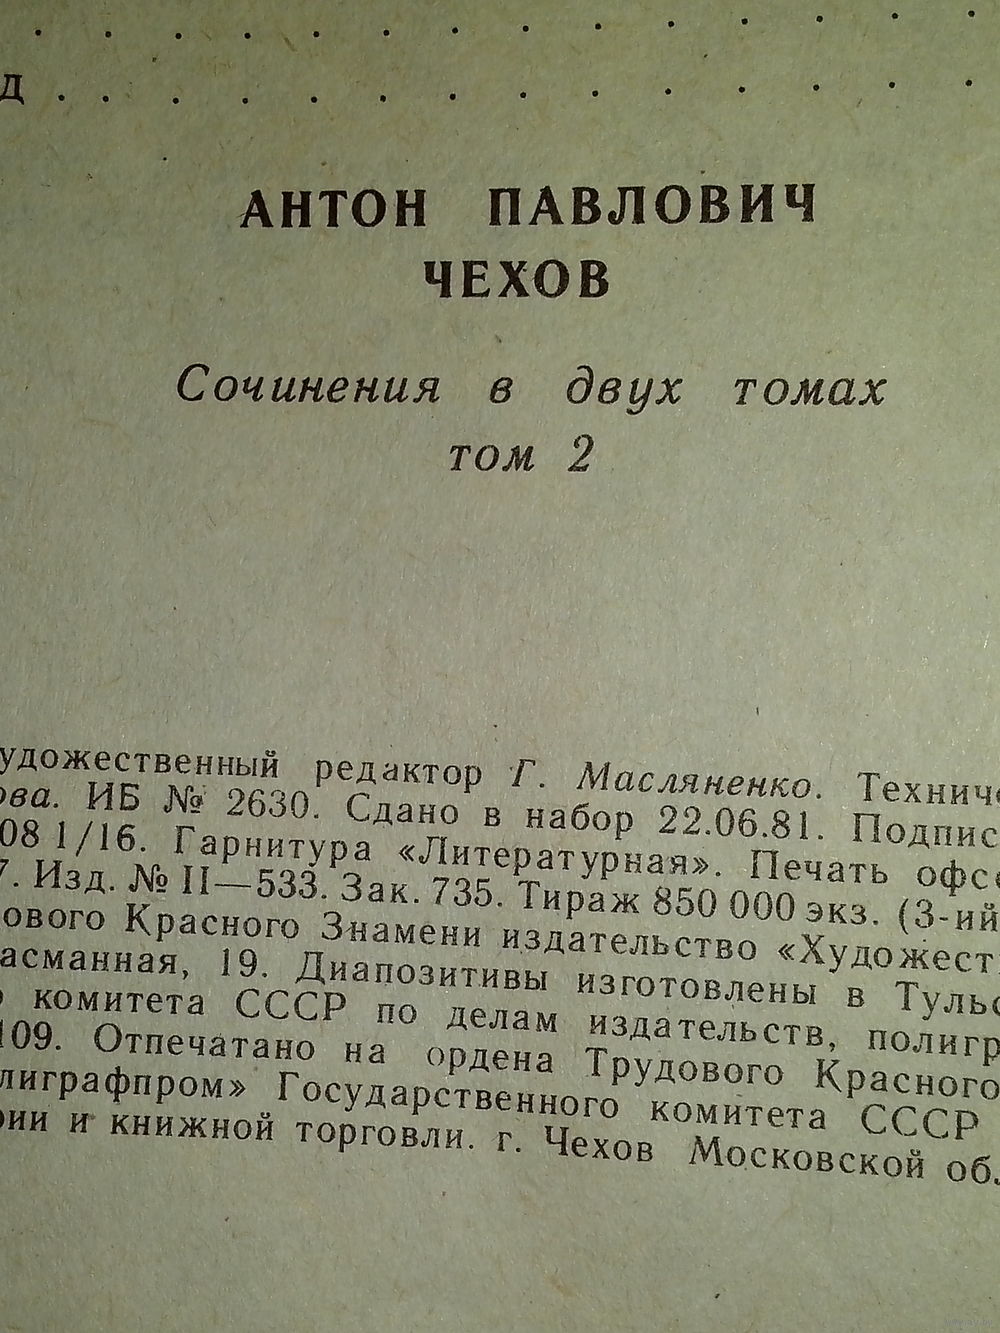 Д . . . . . . . . . . . . . .
АНТОН ПАВЛОВИЧ
ЧЕХОВ
Сочинения в двух томах
том 2
удожественный редактор Г. Масляненко. Технич
ова. ИБ № 2630. Сдано в набор 22.06.81. Подпис
08 1/16. Гарнитура «Литературная». Печать офс
7. Изд. № II—533. Зак. 735. Тираж 850 000 экз. (3-ий
ового Красного Знамени издательство «Художест
асманная, 19. Диапозитивы изготовлены в Тульс
комитета СССР по делам издательств, полигр
109. Отпечатано на ордена Трудового Красного
лиграфпром» Государственного комитета СССР
рии и книжной торговли. г. Чехов Московской об